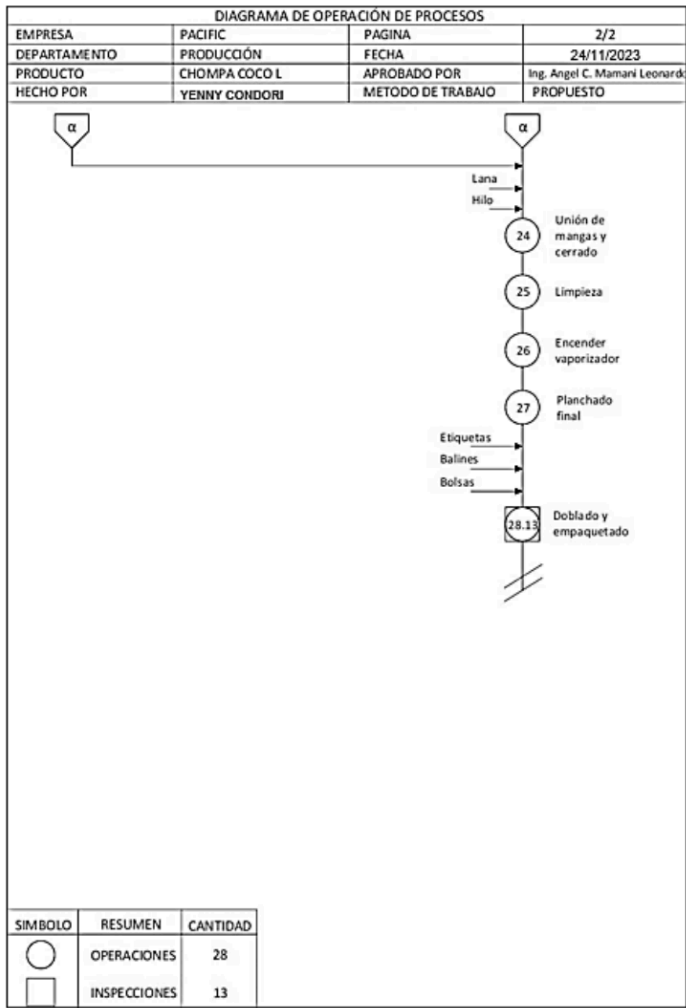 DIAGRAMA DE OPERACIÓN DE PROCESOS
EMPRESA PACIFIC PAGINA 2/2
DEPARTAMENTO PRODUCCIÓN FECHA 24/11/2023
PRODUCTO CHOMPA COCO L APROBADO POR Ing. Angel C. Mamani Leonardo
HECHO POR YENNY CONDORI METODO DE TRABAJO PROPUESTO
α α
Lana
Hilo
24 Unión de
mangas y
cerrado
25 Limpieza
26 Encender
vaporizador
27 Planchado
final
Etiquetas
Balines
Bolsas
28.13 Doblado y
empaquetado
SIMBOLO RESUMEN CANTIDAD
OPERACIONES 28
INSPECCIONES 13